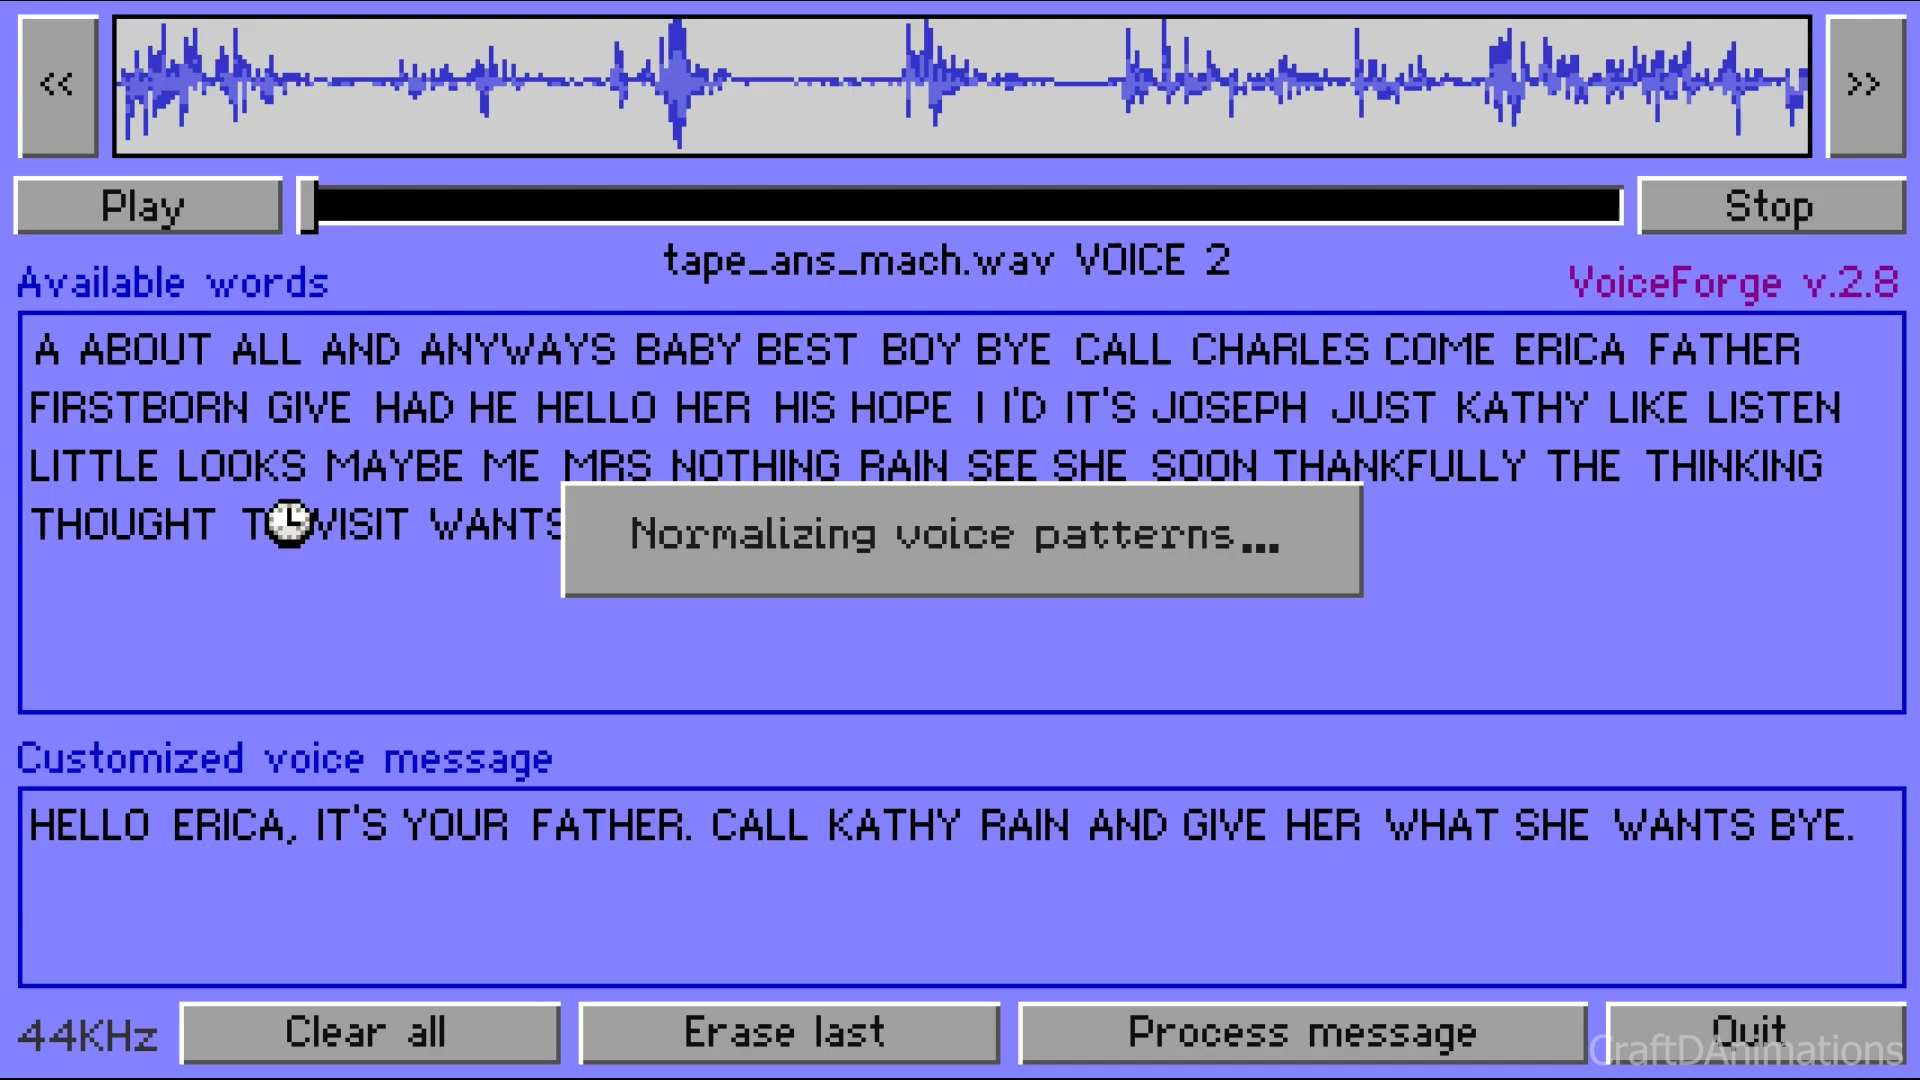 << >>
Play Stop
tape_ans_mach.wav VOICE 2
Available words VoiceForge v.2.8
A ABOUT ALL AND ANYWAYS BABY BEST BOY BYE CALL CHARLES COME ERICA FATHER
FIRSTBORN GIVE HAD HE HELLO HER HIS HOPE I I'D IT'S JOSEPH JUST KATHY LIKE LISTEN
LITTLE LOOKS MAYBE ME MRS NOTHING RAIN SEE SHE SOON THANKFULLY THE THINKING
THOUGHT VISIT WANTS
Normalizing voice patterns...
Customized voice message
HELLO ERICA, IT'S YOUR FATHER. CALL KATHY RAIN AND GIVE HER WHAT SHE WANTS BYE.
44KHz Clear all Erase last Process message Quit
CraftDAnimations